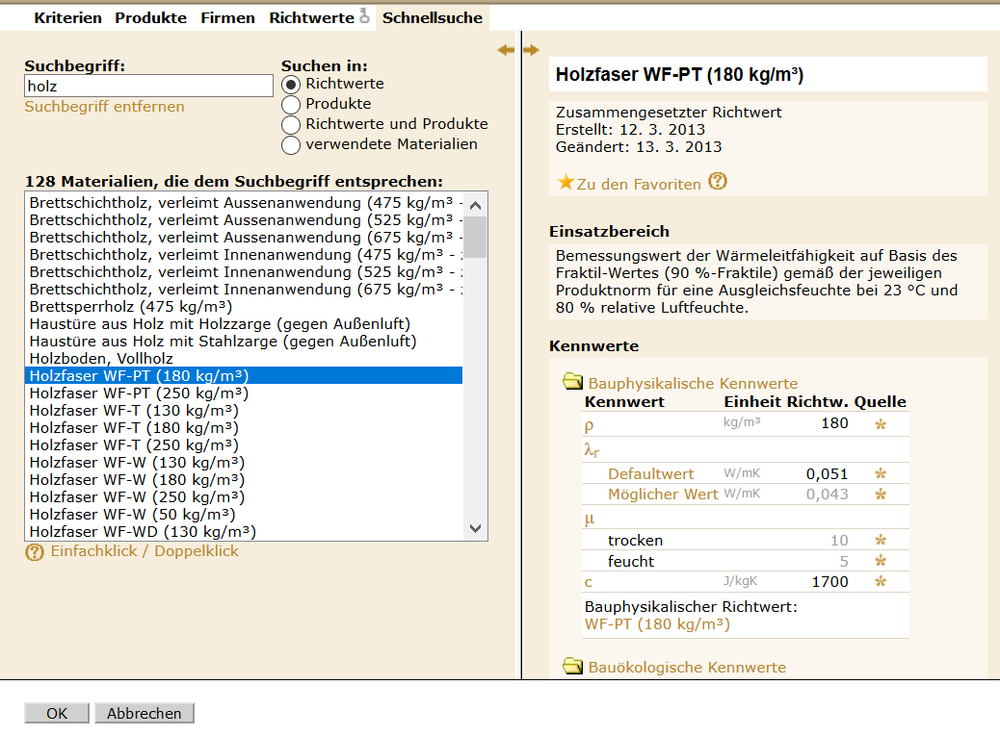 Kriterien Produkte Firmen Richtwerte Schnellsuche
Suchbegriff:
holz
Suchbegriff entfernen
Suchen in:
Richtwerte
Produkte
Richtwerte und Produkte
verwendete Materialien
128 Materialien, die dem Suchbegriff entsprechen:
Brettschichtholz, verleimt Aussenanwendung (475 kg/m³ -
Brettschichtholz, verleimt Aussenanwendung (525 kg/m³ -
Brettschichtholz, verleimt Aussenanwendung (675 kg/m³ -
Brettschichtholz, verleimt Innenanwendung (475 kg/m³ -
Brettschichtholz, verleimt Innenanwendung (525 kg/m³ -
Brettschichtholz, verleimt Innenanwendung (675 kg/m³ -
Brettsperrholz (475 kg/m³)
Haustüre aus Holz mit Holzzarge (gegen Außenluft)
Haustüre aus Holz mit Stahlzarge (gegen Außenluft)
Holzboden, Vollholz
Holzfaser WF-PT (180 kg/m³)
Holzfaser WF-PT (250 kg/m³)
Holzfaser WF-T (130 kg/m³)
Holzfaser WF-T (180 kg/m³)
Holzfaser WF-T (250 kg/m³)
Holzfaser WF-W (130 kg/m³)
Holzfaser WF-W (180 kg/m³)
Holzfaser WF-W (250 kg/m³)
Holzfaser WF-W (50 kg/m³)
Holzfaser WF-WD (130 kg/m³)
? Einfachklick / Doppelklick
OK Abbrechen
Holzfaser WF-PT (180 kg/m³)
Zusammengesetzter Richtwert
Erstellt: 12. 3. 2013
Geändert: 13. 3. 2013
Zu den Favoriten ?
Einsatzbereich
Bemessungswert der Wärmeleitfähigkeit auf Basis des
Fraktil-Wertes (90 %-Fraktile) gemäß der jeweiligen
Produktnorm für eine Ausgleichsfeuchte bei 23 ºC und
80 % relative Luftfeuchte.
Kennwerte
Bauphysikalische Kennwerte
Kennwert Einheit Richtw. Quelle
ρ kg/m³ 180 *
λr
Defaultwert W/mK 0,051 *
Möglicher Wert W/mK 0,043 *
µ
trocken 10 *
feucht 5 *
c J/kgK 1700 *
Bauphysikalischer Richtwert:
WF-PT (180 kg/m³)
Bauökologische Kennwerte